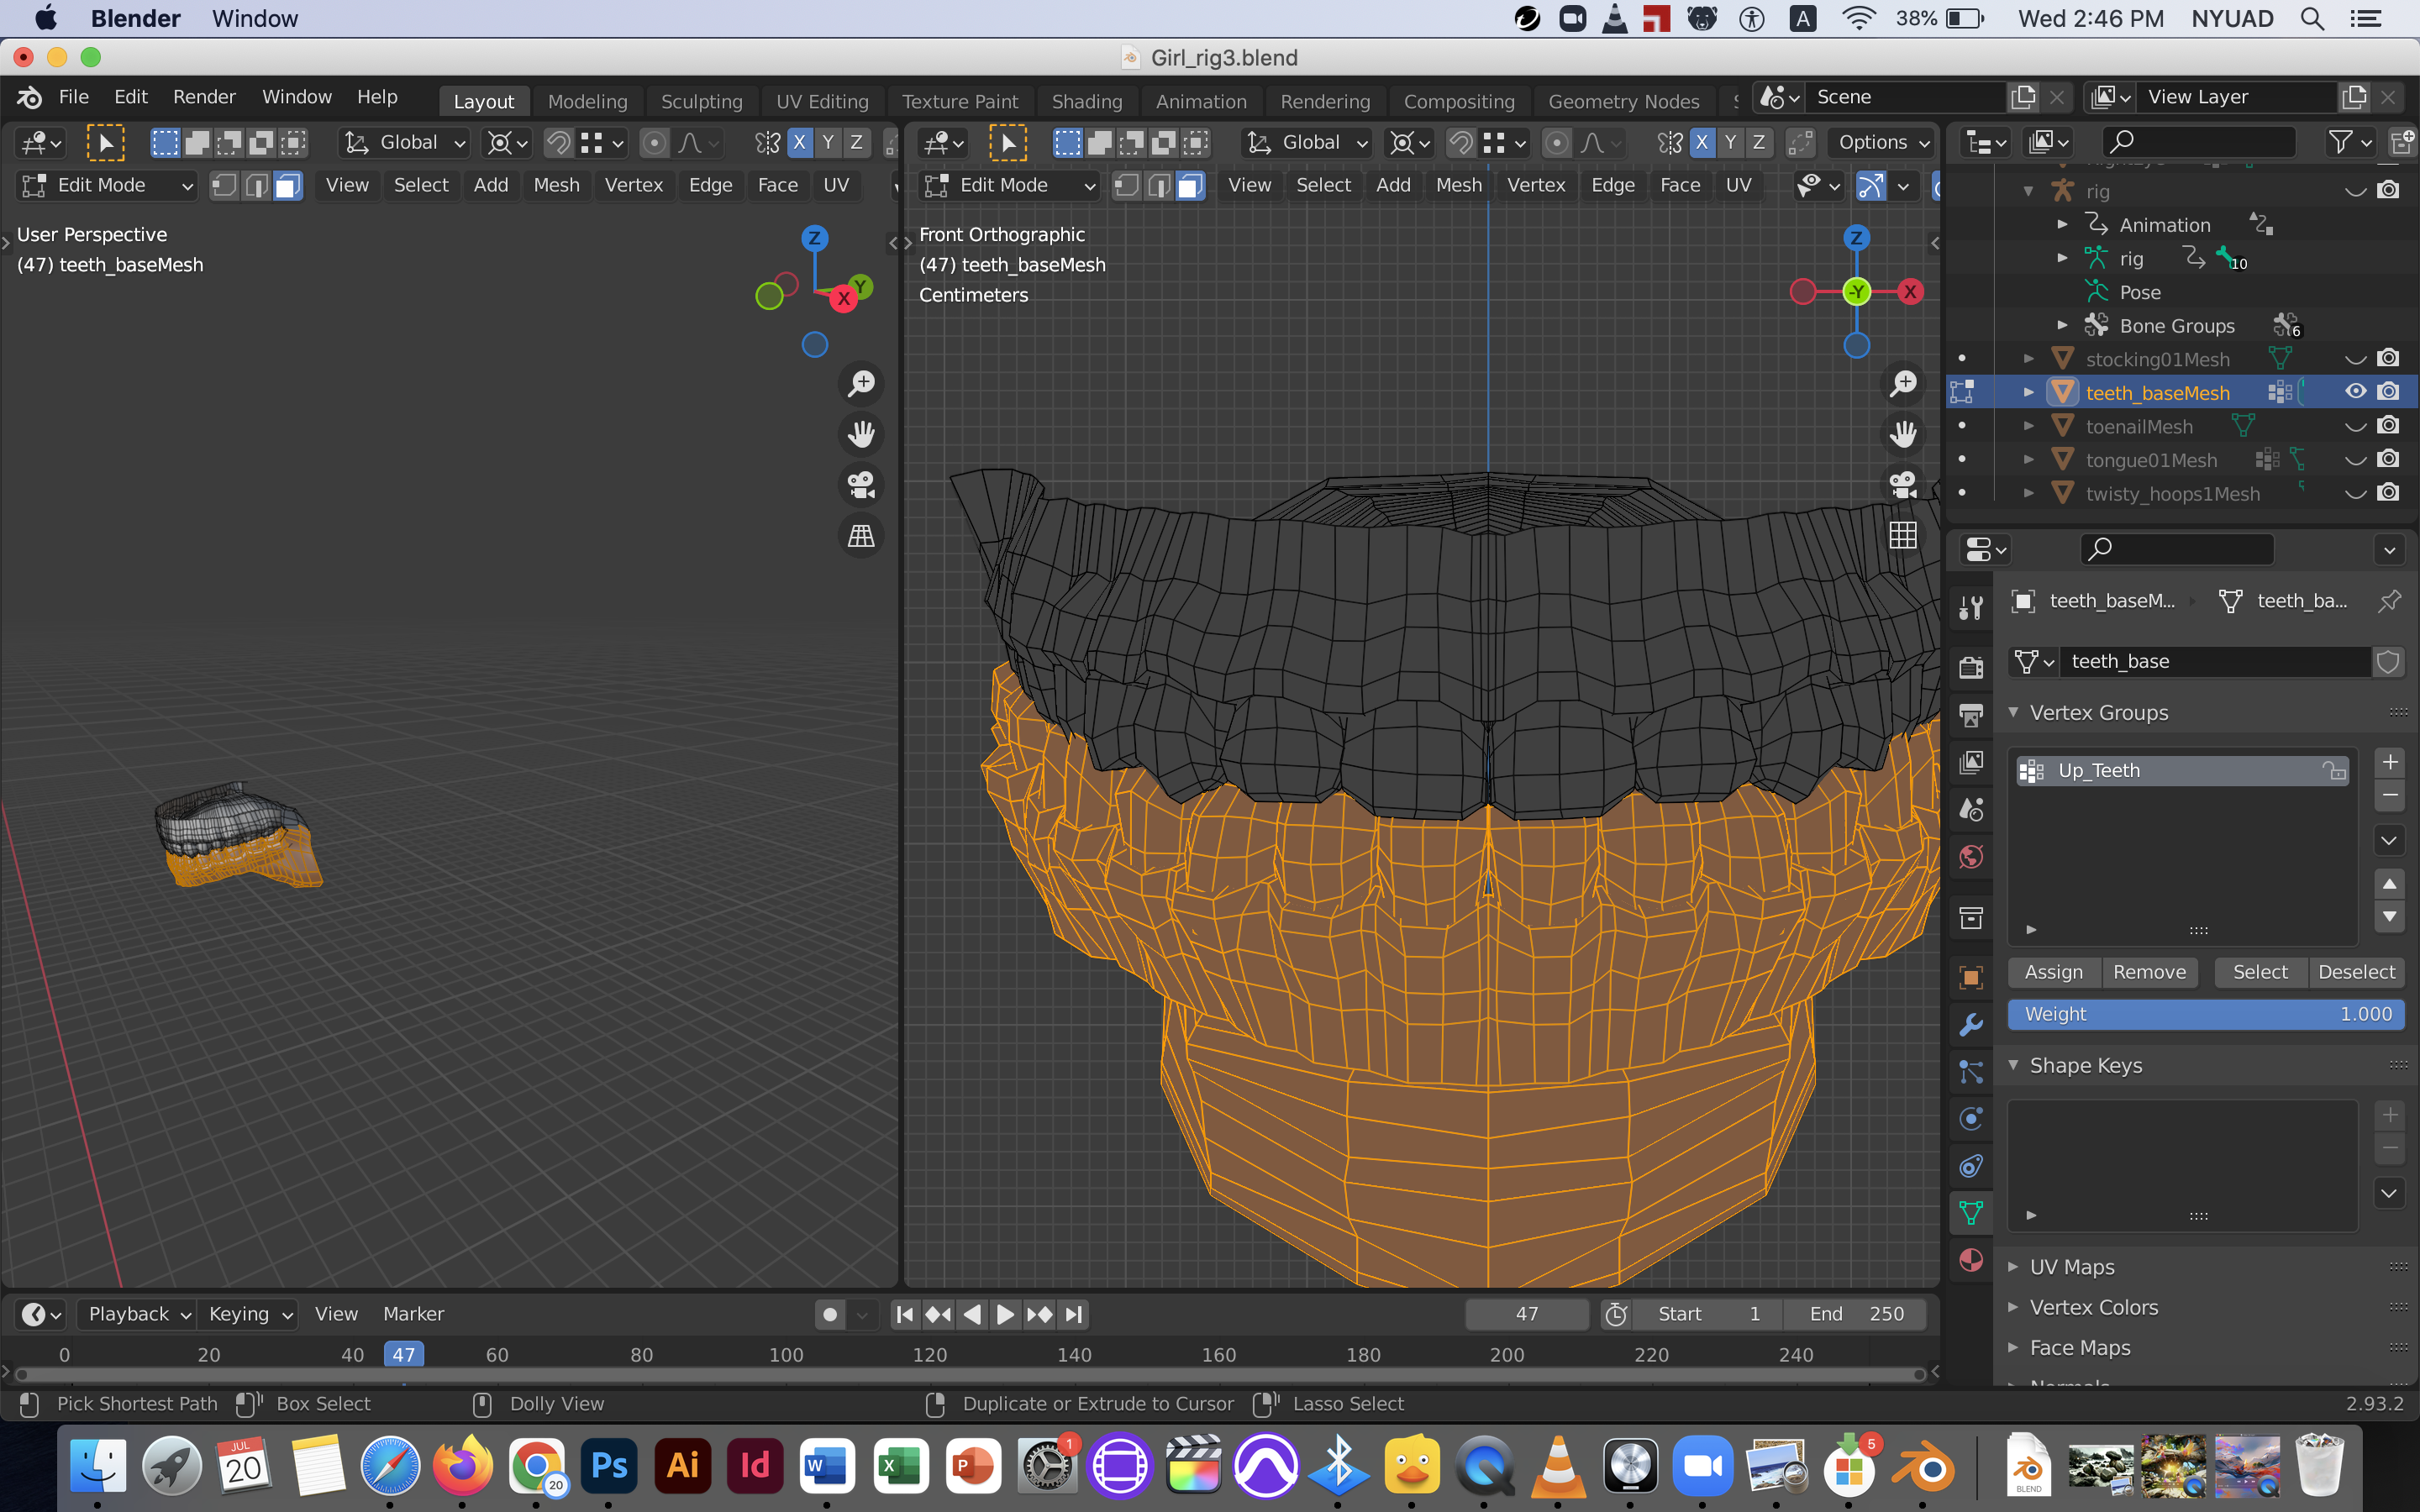 Blender Window
A 38% Wed 2:46 PM NYUAD
Girl_rig3.blend
File Edit Render Window Help Layout Modeling Sculpting UV Editing Texture Paint Shading Animation Rendering Compositing Geometry Nodes Scene View Layer
Global X Y Z Global X Y Z Options
Edit Mode View Select Add Mesh Vertex Edge Face UV Edit Mode View Select Add Mesh Vertex Edge Face UV
User Perspective
(47) teeth_baseMesh
Z
Y
X
Front Orthographic
(47) teeth_baseMesh
Centimeters
Z
-Y
X
rig
Animation
rig 10
Pose
Bone Groups 6
stocking01Mesh
teeth_baseMesh
toenailMesh
tongue01Mesh
twisty_hoops1Mesh
teeth_baseM... teeth_ba...
teeth_base
Vertex Groups
Up_Teeth
Assign Remove Select Deselect
Weight 1.000
Shape Keys
UV Maps
Vertex Colors
Face Maps
Playback Keying View Marker 47 Start 1 End 250
0 20 40 47 60 80 100 120 140 160 180 200 220 240
Pick Shortest Path Box Select Dolly View Duplicate or Extrude to Cursor Lasso Select 2.93.2
JUL
20
20
Ps
Ai
Id
W
X
P
1
5
BLEND